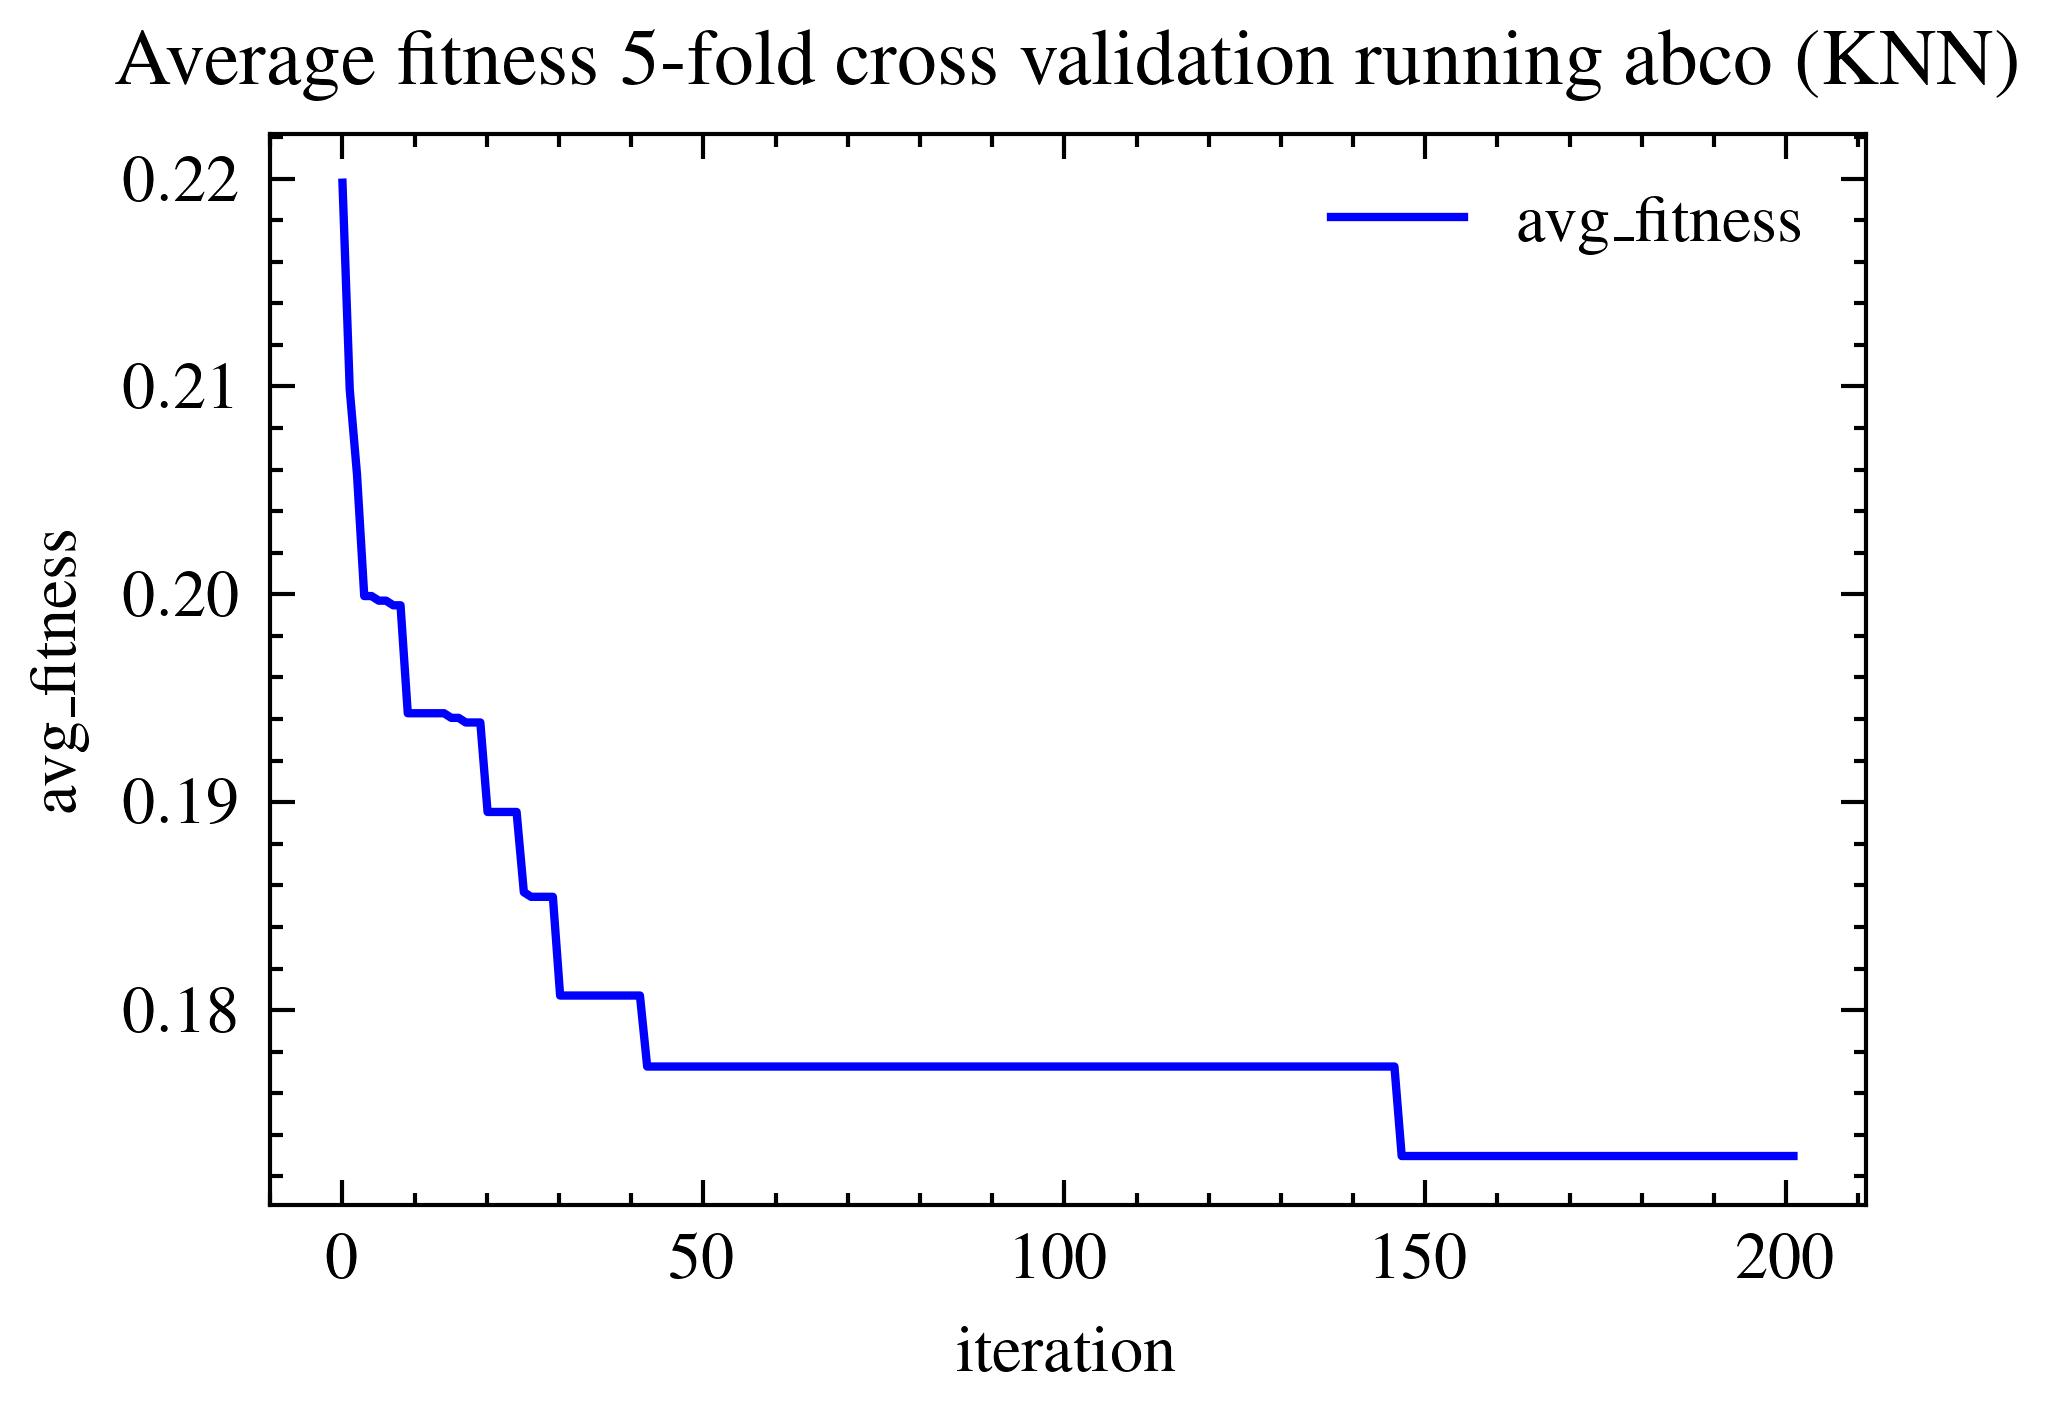 Average fitness 5-fold cross validation running abco (KNN)
avg_fitness
0.22
0.21
0.20
0.19
0.18
avg_fitness
0 50 100 150 200
iteration